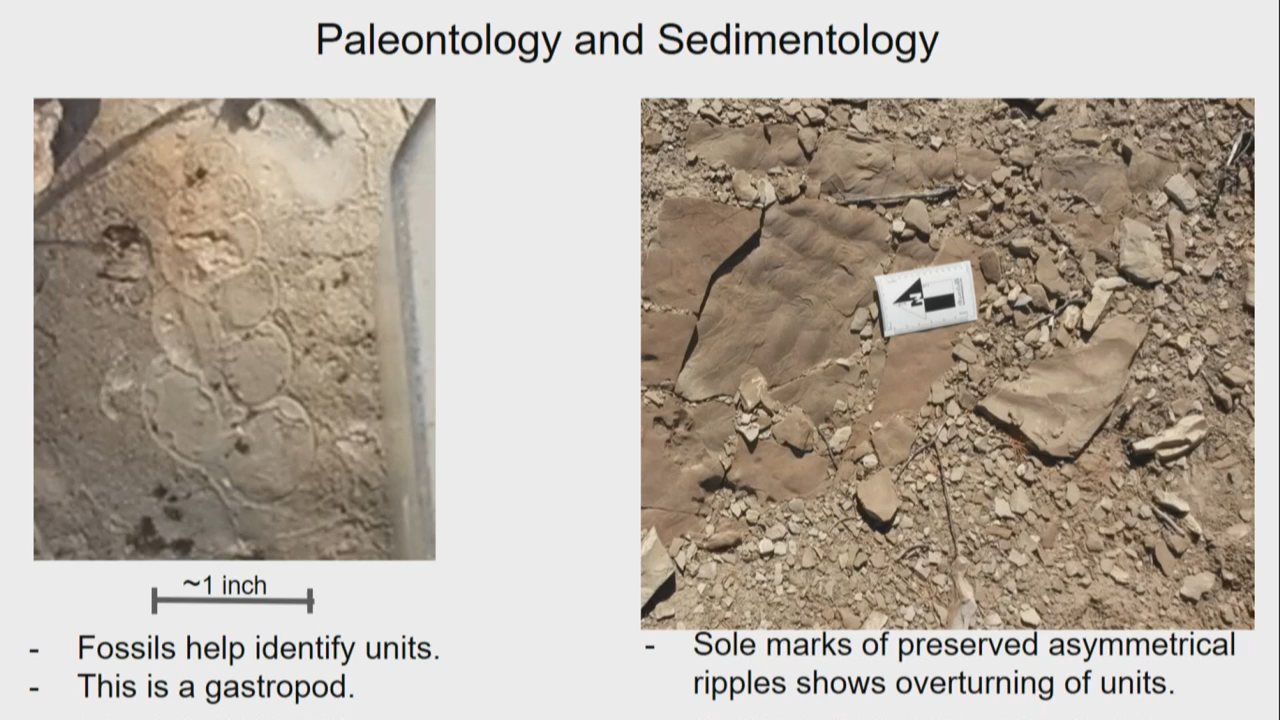 Paleontology and Sedimentology
~1 inch
- Fossils help identify units.
- This is a gastropod.
N
- Sole marks of preserved asymmetrical
ripples shows overturning of units.